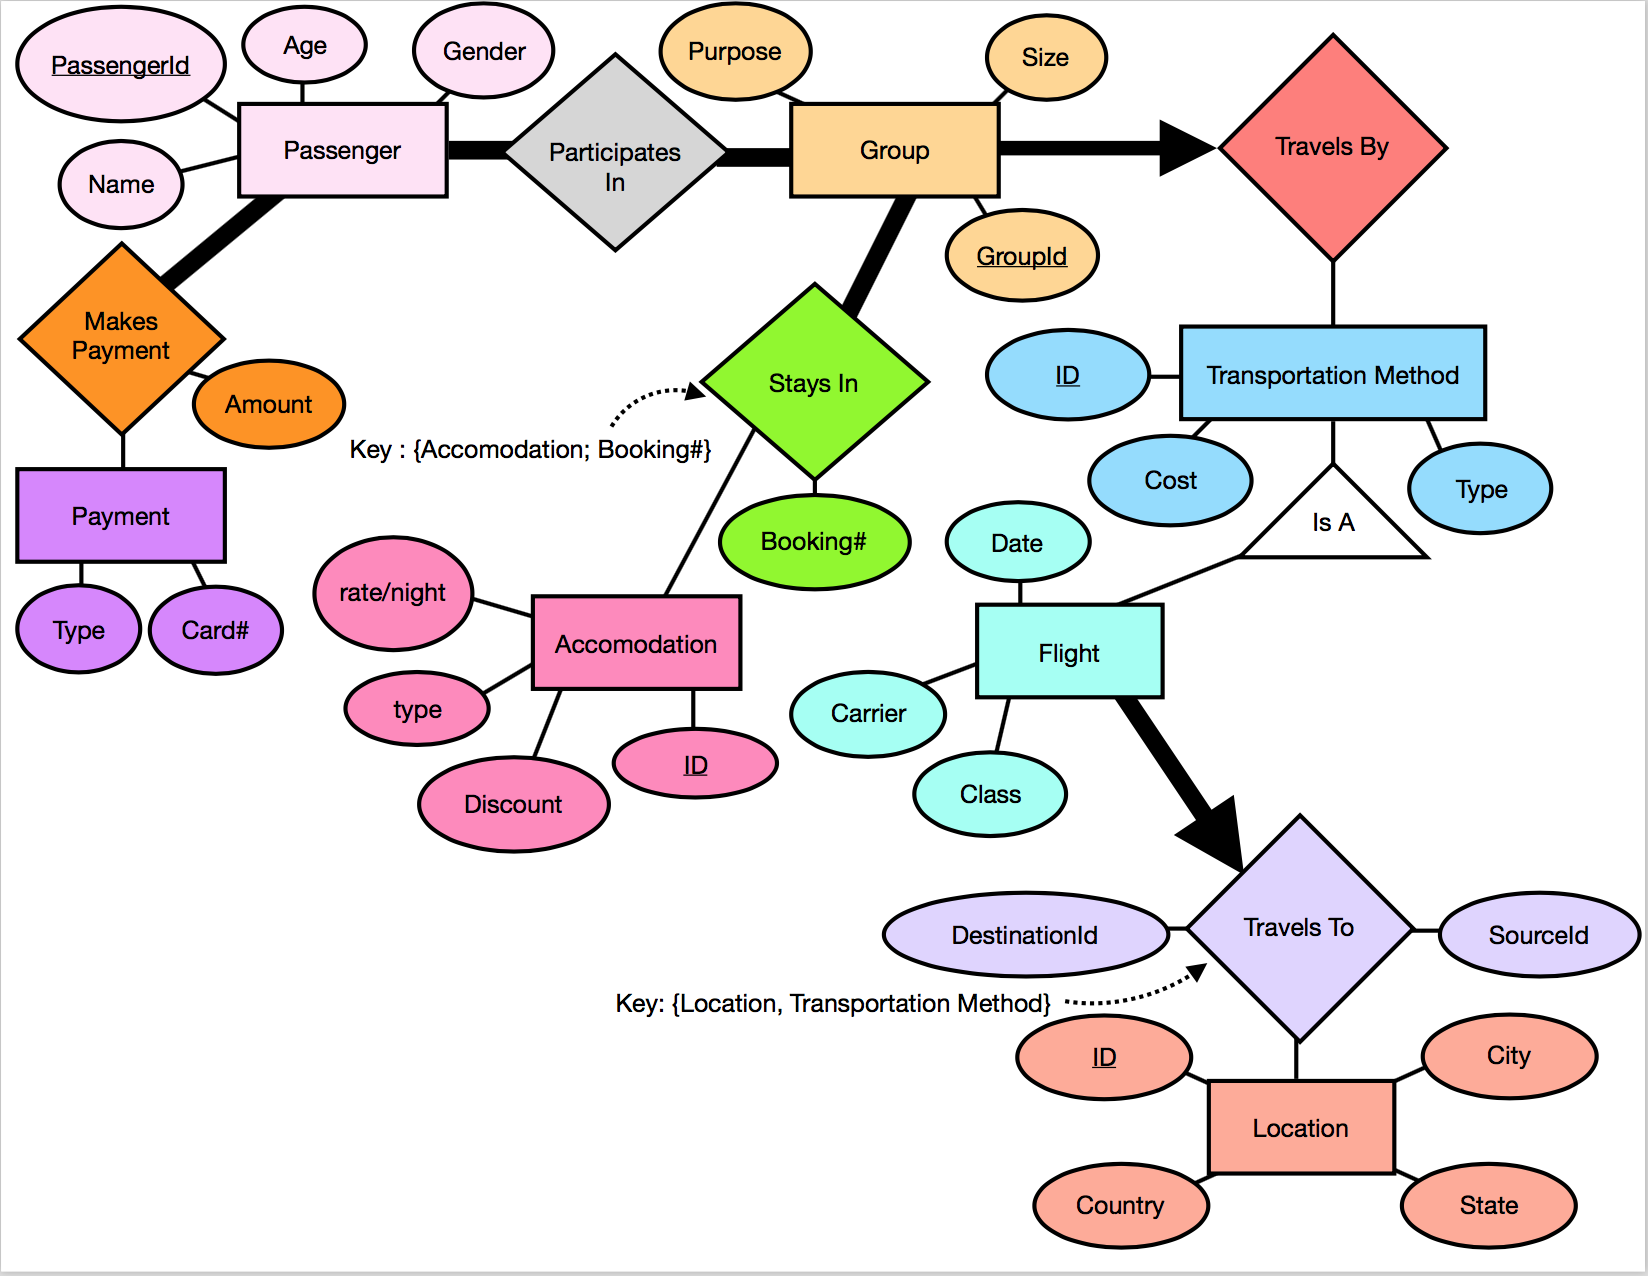 PassengerId
Age
Gender
Purpose
Size
Passenger
Participates
In
Group
Travels By
Name
GroupId
Makes
Payment
Amount
Stays In
ID
Transportation Method
Key : {Accomodation; Booking#}
Cost
Type
Is A
Payment
Booking#
Date
rate/night
Type
Card#
Accomodation
Flight
type
Carrier
ID
Discount
Class
DestinationId
Travels To
SourceId
Key: {Location, Transportation Method}
ID
City
Location
Country
State